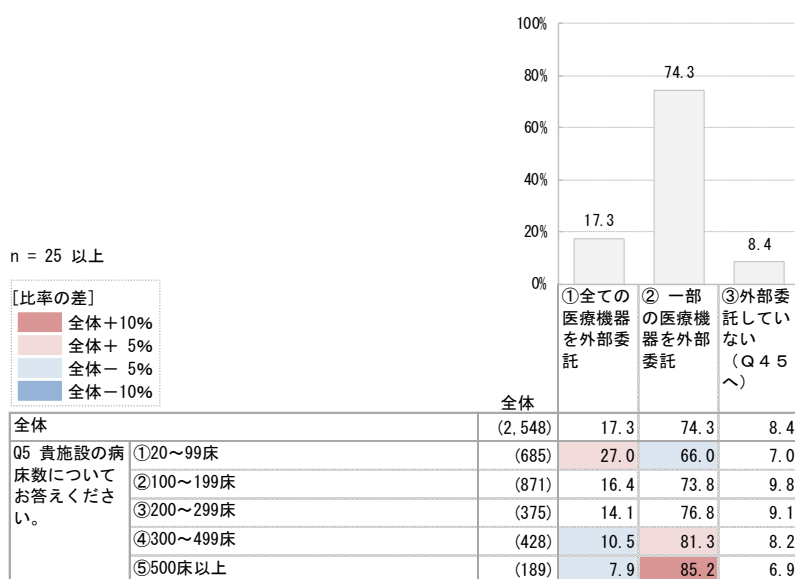 100%
80%
60%
40%
20%
0%
17.3
74.3
8.4
n = 25 以上
[比率の差]
全体+10%
全体+ 5%
全体- 5%
全体-10%
全体
①全ての
医療機器
を外部委
託
② 一部
の医療機
器を外部
委託
③外部委
託してい
ない
(Q45
へ)
全体 (2,548) 17.3 74.3 8.4
Q5 貴施設の病
床数について
お答えくださ
い。
①20～99床 (685) 27.0 66.0 7.0
②100～199床 (871) 16.4 73.8 9.8
③200～299床 (375) 14.1 76.8 9.1
④300～499床 (428) 10.5 81.3 8.2
⑤500床以上 (189) 7.9 85.2 6.9